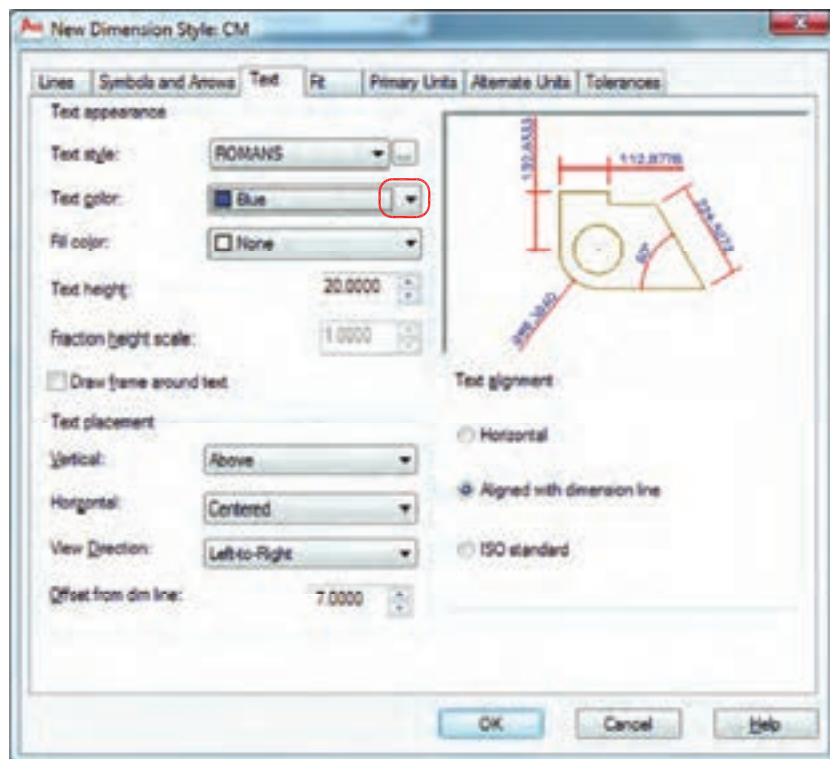 New Dimension Style: CM
Lines Symbols and Arrows Text Fit Primary Units Alternate Units Tolerances
Text appearance
Text style: ROMANS ...
Text color: Blue
Fill color: None
Text height: 20.0000
Fraction height scale: 1.0000
Draw frame around text
Text placement
Vertical: Above
Horizontal: Centered
View Direction: Left-to-Right
Offset from dim line: 7.0000
60°
Text alignment
Horizontal
Aligned with dimension line
ISO standard
OK Cancel Help